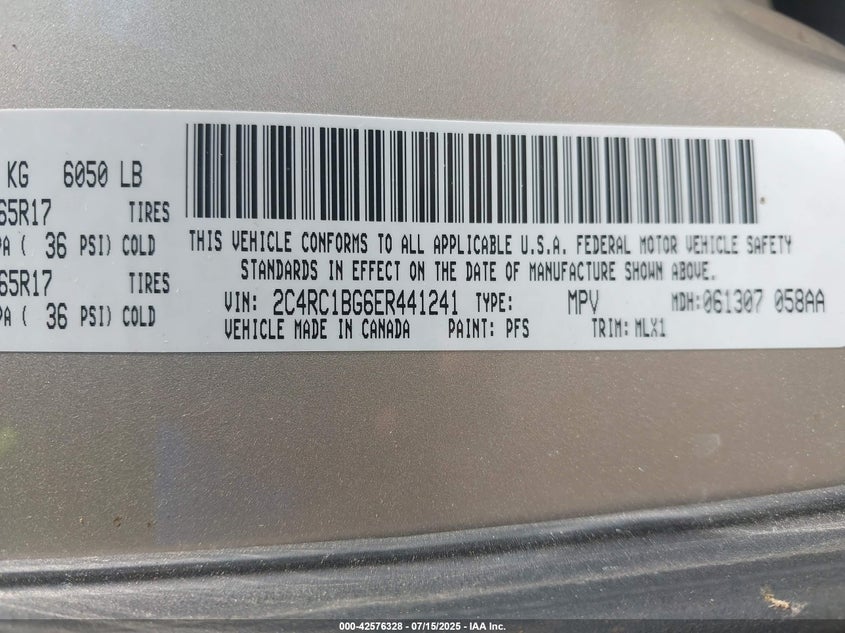 KG 6050 LB
65R17 TIRES
PA ( 36 PSI) COLD
65R17 TIRES
PA ( 36 PSI) COLD
THIS VEHICLE CONFORMS TO ALL APPLICABLE U.S.A. FEDERAL MOTOR VEHICLE SAFETY
STANDARDS IN EFFECT ON THE DATE OF MANUFACTURE SHOWN ABOVE.
VIN: 2C4RC1BG6ER441241 TYPE: MPV MDH: 061307 058AA
VEHICLE MADE IN CANADA PAINT: PFS TRIM: MLX1
000-42576328 - 07/15/2025 - IAA Inc.